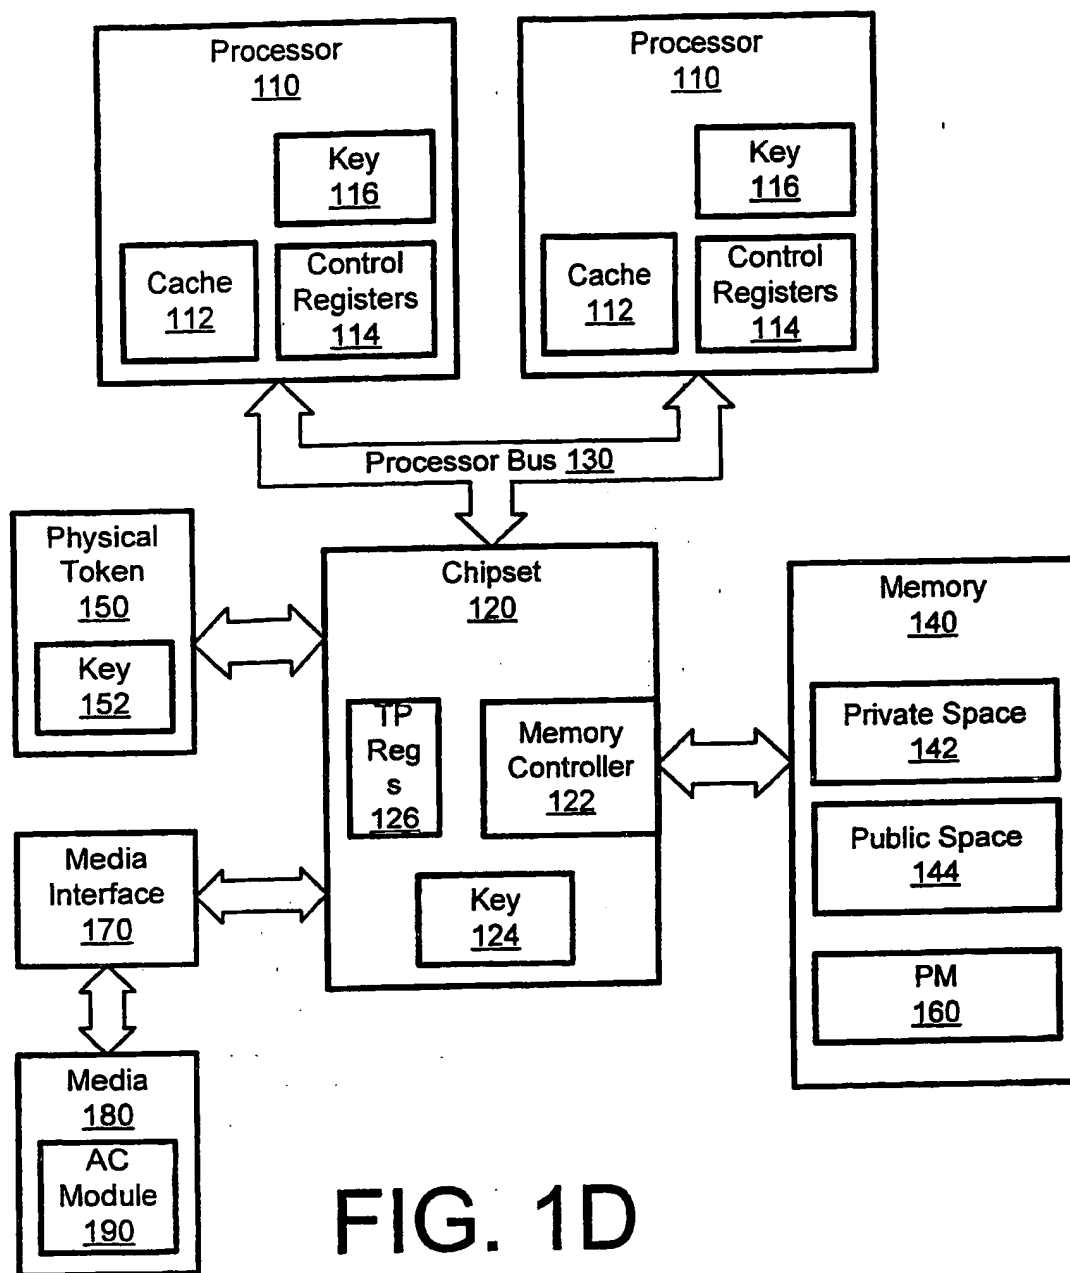 Processor
110
Key
116
Cache
112
Control
Registers
114
Processor
110
Key
116
Cache
112
Control
Registers
114
Processor Bus 130
Physical
Token
150
Key
152
Chipset
120
TP
Reg
s
126
Memory
Controller
122
Key
124
Memory
140
Private Space
142
Public Space
144
PM
160
Media
Interface
170
Media
180
AC
Module
190
FIG. 1D